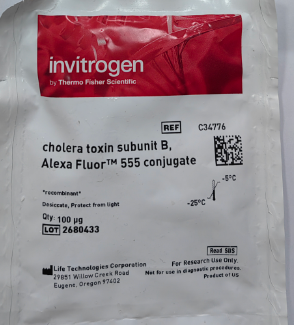 invitrogen
by Thermo Fisher Scientific
REF C34776
cholera toxin subunit B,
Alexa Fluor™ 555 conjugate
-5°C
-25°C
*recombinant*
Desiccate, Protect from light
Qty: 100 µg
LOT 2680433
Read SDS
Life Technologies Corporation
29851 Willow Creek Road
Eugene, Oregon 97402
For Research Use Only.
Not for use in diagnostic procedures.
Product of US